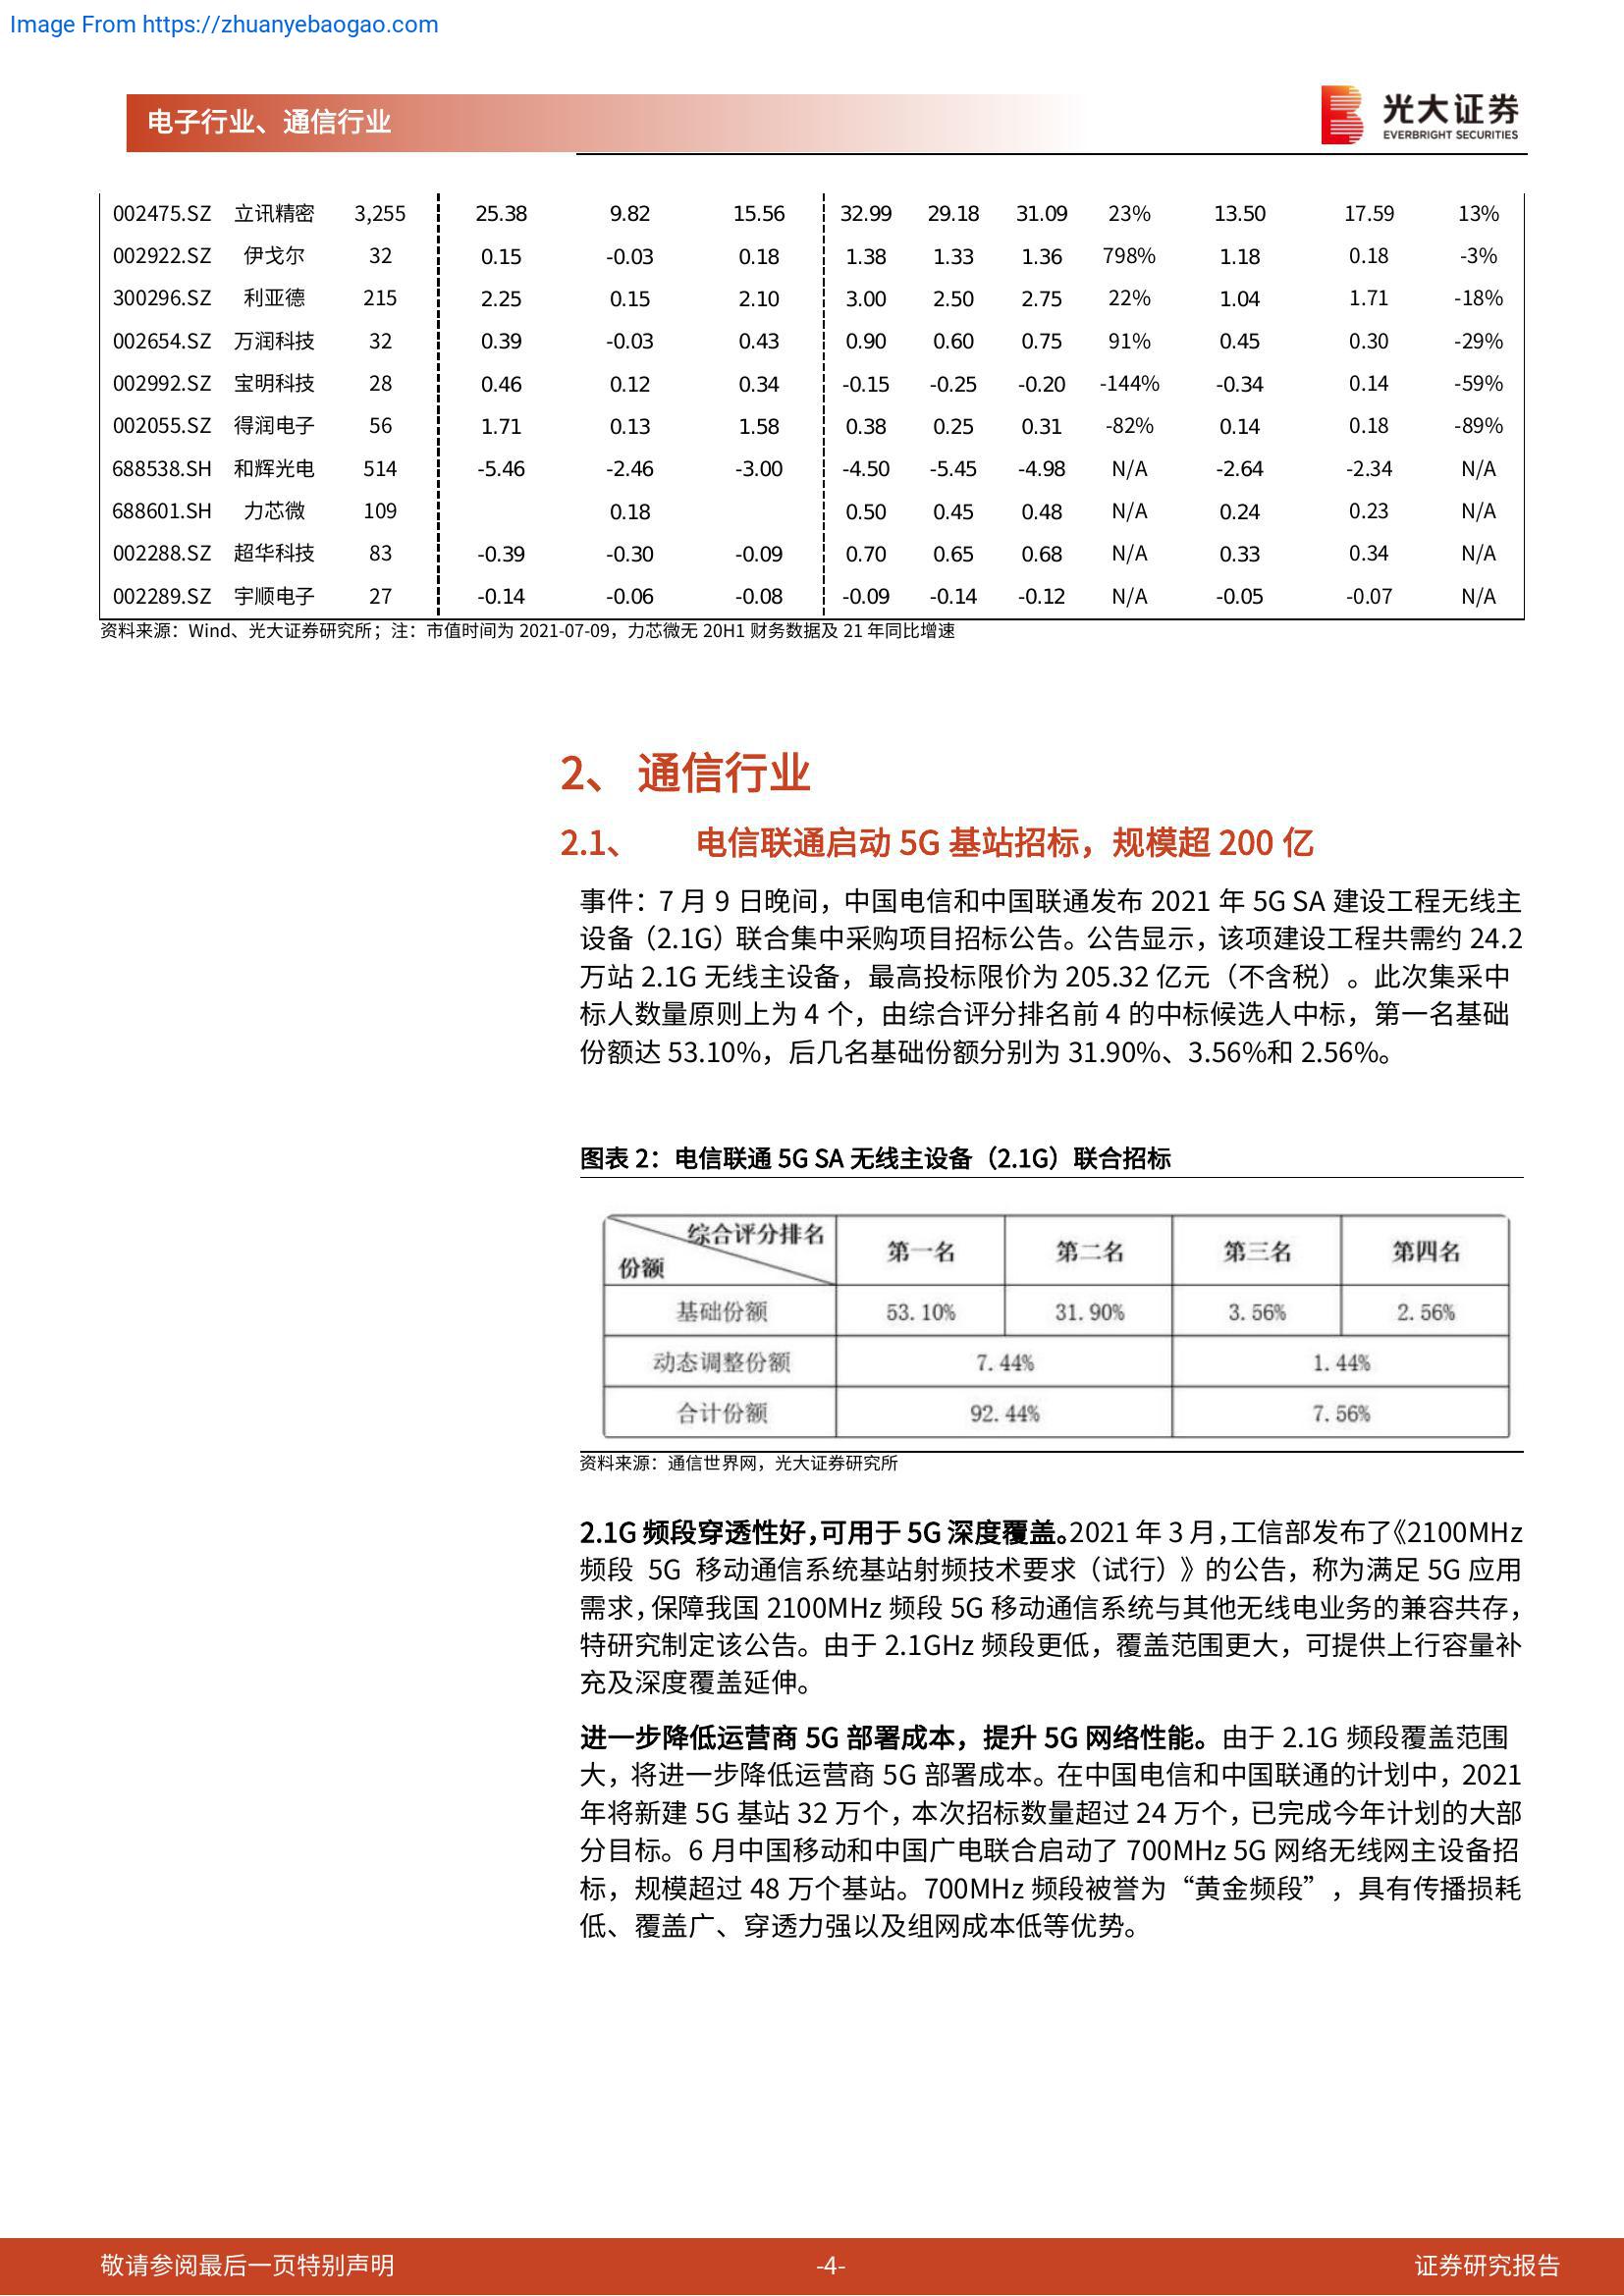 Image From https://zhuanyebaogao.com
电子行业、通信行业
光大证券
EVERBRIGHT SECURITIES
002475.SZ 立讯精密 3,255 25.38 9.82 15.56 32.99 29.18 31.09 23% 13.50 17.59 13%
002922.SZ 伊戈尔 32 0.15 -0.03 0.18 1.38 1.33 1.36 798% 1.18 0.18 -3%
300296.SZ 利亚德 215 2.25 0.15 2.10 3.00 2.50 2.75 22% 1.04 1.71 -18%
002654.SZ 万润科技 32 0.39 -0.03 0.43 0.90 0.60 0.75 91% 0.45 0.30 -29%
002992.SZ 宝明科技 28 0.46 0.12 0.34 -0.15 -0.25 -0.20 -144% -0.34 0.14 -59%
002055.SZ 得润电子 56 1.71 0.13 1.58 0.38 0.25 0.31 -82% 0.14 0.18 -89%
688538.SH 和辉光电 514 -5.46 -2.46 -3.00 -4.50 -5.45 -4.98 N/A -2.64 -2.34 N/A
688601.SH 力芯微 109 0.18 0.50 0.45 0.48 N/A 0.24 0.23 N/A
002288.SZ 超华科技 83 -0.39 -0.30 -0.09 0.70 0.65 0.68 N/A 0.33 0.34 N/A
002289.SZ 宇顺电子 27 -0.14 -0.06 -0.08 -0.09 -0.14 -0.12 N/A -0.05 -0.07 N/A
资料来源：Wind、光大证券研究所；注：市值时间为 2021-07-09，力芯微无 20H1 财务数据及 21 年同比增速
2、 通信行业
2.1、 电信联通启动 5G 基站招标，规模超 200 亿
事件：7 月 9 日晚间，中国电信和中国联通发布 2021 年 5G SA 建设工程无线主
设备（2.1G）联合集中采购项目招标公告。公告显示，该项建设工程共需约 24.2
万站 2.1G 无线主设备，最高投标限价为 205.32 亿元（不含税）。此次集采中
标人数量原则上为 4 个，由综合评分排名前 4 的中标候选人中标，第一名基础
份额达 53.10%，后几名基础份额分别为 31.90%、3.56%和 2.56%。
图表 2：电信联通 5G SA 无线主设备（2.1G）联合招标
综合评分排名
份额 第一名 第二名 第三名 第四名
基础份额 53.10% 31.90% 3.56% 2.56%
动态调整份额 7.44% 1.44%
合计份额 92.44% 7.56%
资料来源：通信世界网，光大证券研究所
2.1G 频段穿透性好，可用于 5G 深度覆盖。2021 年 3 月，工信部发布了《2100MHz
频段 5G 移动通信系统基站射频技术要求（试行）》的公告，称为满足 5G 应用
需求，保障我国 2100MHz 频段 5G 移动通信系统与其他无线电业务的兼容共存，
特研究制定该公告。由于 2.1GHz 频段更低，覆盖范围更大，可提供上行容量补
充及深度覆盖延伸。
进一步降低运营商 5G 部署成本，提升 5G 网络性能。由于 2.1G 频段覆盖范围
大，将进一步降低运营商 5G 部署成本。在中国电信和中国联通的计划中，2021
年将新建 5G 基站 32 万个，本次招标数量超过 24 万个，已完成今年计划的大部
分目标。6 月中国移动和中国广电联合启动了 700MHz 5G 网络无线网主设备招
标，规模超过 48 万个基站。700MHz 频段被誉为“黄金频段”，具有传播损耗
低、覆盖广、穿透力强以及组网成本低等优势。
敬请参阅最后一页特别声明 -4- 证券研究报告